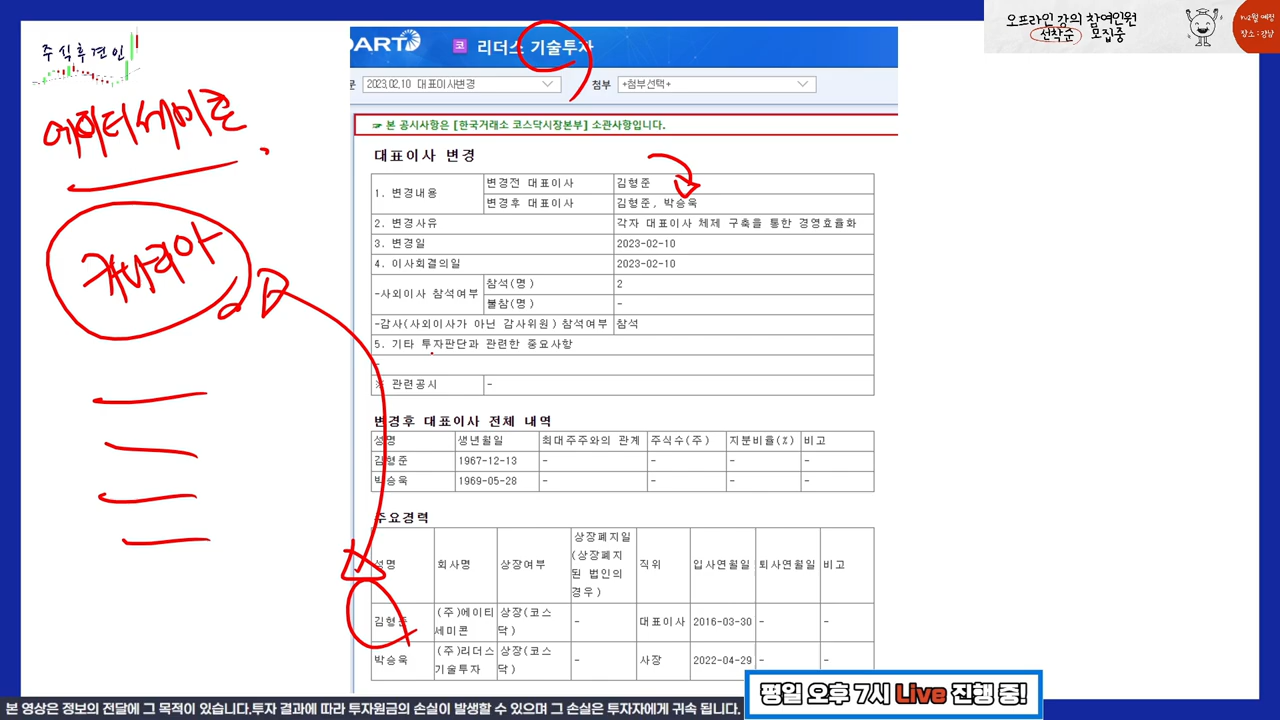 주식후견인
오프라인 강의 참여인원
선착순 모집중
n2월 예정
장소 : 강남
DART
코 리더스 기술투자
문 2023.02.10 대표이사변경 첨부 +첨부선택+
☞ 본 공시사항은 [한국거래소 코스닥시장본부] 소관사항입니다.
에이티세미콘
캐나리아
대표이사 변경
1. 변경내용 변경전 대표이사 김형준
변경후 대표이사 김형준, 박승욱
2. 변경사유 각자 대표이사 체제 구축을 통한 경영효율화
3. 변경일 2023-02-10
4. 이사회결의일 2023-02-10
-사외이사 참석여부 참석(명) 2
불참(명) -
-감사(사외이사가 아닌 감사위원) 참석여부 참석
5. 기타 투자판단과 관련한 중요사항
-
※ 관련공시 -
변경후 대표이사 전체 내역
성명 생년월일 최대주주와의 관계 주식수(주) 지분비율(%) 비고
김형준 1967-12-13 - - - -
박승욱 1969-05-28 - - - -
주요경력
성명 회사명 상장여부 상장폐지일 (상장폐지 된 법인의 경우) 직위 입사연월일 퇴사연월일 비고
김형준 (주)에이티세미콘 상장(코스닥) - 대표이사 2016-03-30 - -
박승욱 (주)리더스기술투자 상장(코스닥) - 사장 2022-04-29 - -
평일 오후 7시 Live 진행 중!
본 영상은 정보의 전달에 그 목적이 있습니다.투자 결과에 따라 투자원금의 손실이 발생할 수 있으며 그 손실은 투자자에게 귀속 됩니다.